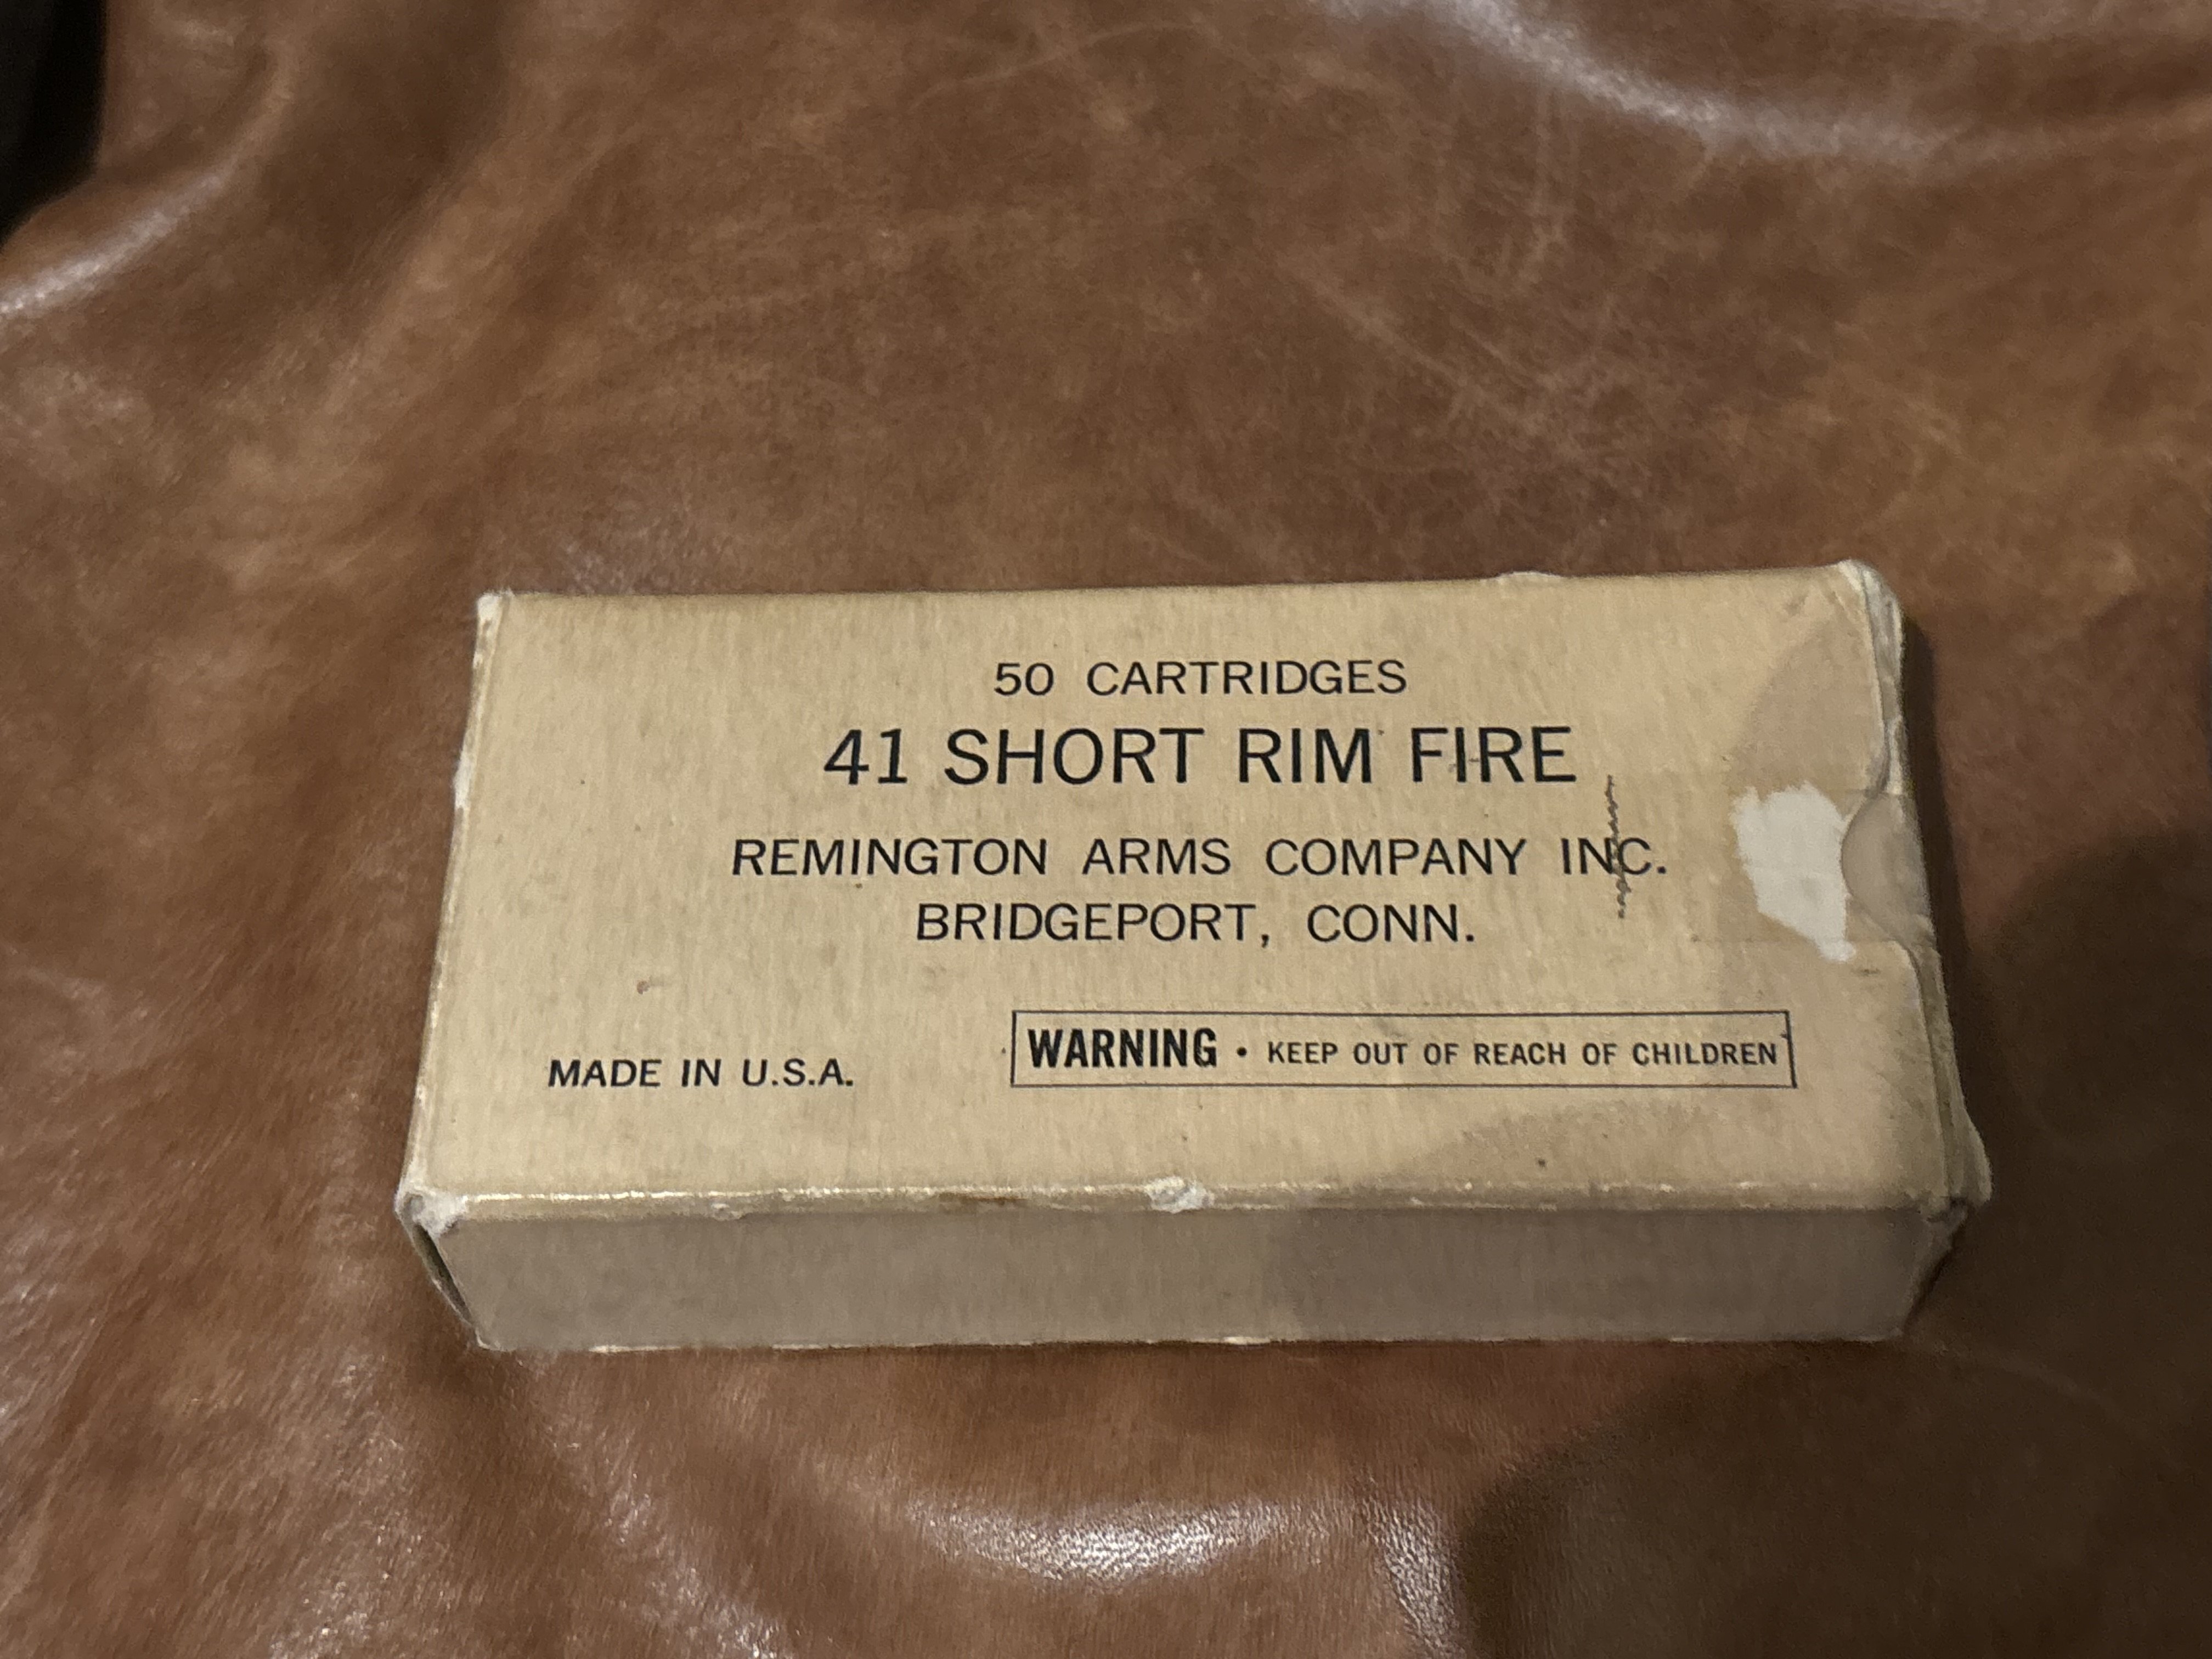 50 CARTRIDGES
41 SHORT RIM FIRE
REMINGTON ARMS COMPANY INC.
BRIDGEPORT, CONN.
MADE IN U.S.A.
WARNING • KEEP OUT OF REACH OF CHILDREN